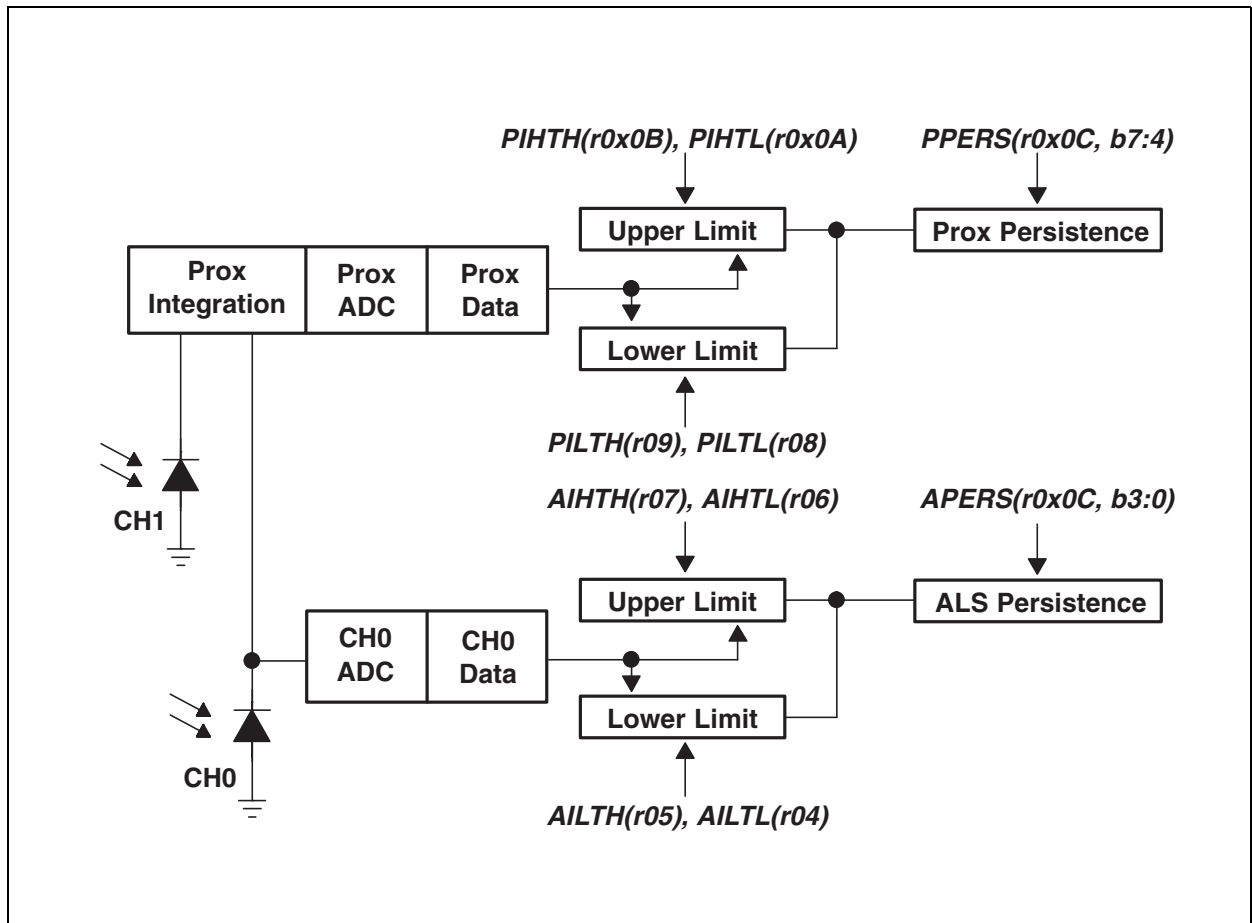 PIHTH(r0x0B), PIHTL(r0x0A)
PPERS(r0x0C, b7:4)
Upper Limit
Prox Persistence
Prox
Integration
Prox
ADC
Prox
Data
Lower Limit
PILTH(r09), PILTL(r08)
CH1
AIHTH(r07), AIHTL(r06)
APERS(r0x0C, b3:0)
Upper Limit
ALS Persistence
CH0
ADC
CH0
Data
Lower Limit
CH0
AILTH(r05), AILTL(r04)